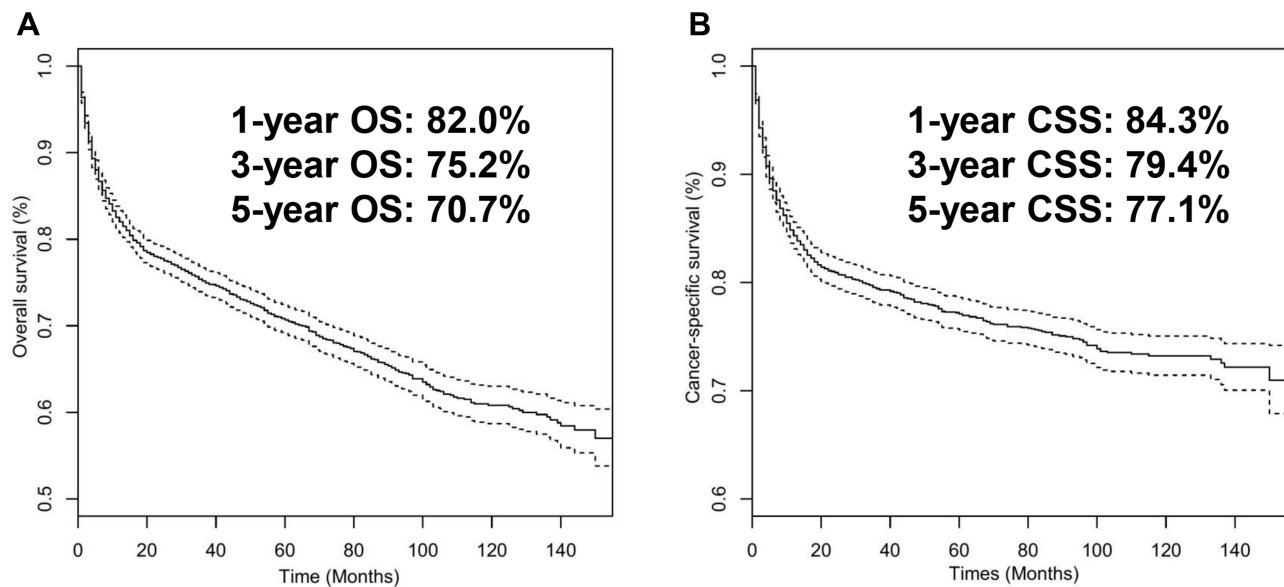 A
1-year OS: 82.0%
3-year OS: 75.2%
5-year OS: 70.7%
Overall survival (%)
1.0
0.9
0.8
0.7
0.6
0.5
0
20
40
60
80
100
120
140
Time (Months)
B
1-year CSS: 84.3%
3-year CSS: 79.4%
5-year CSS: 77.1%
Cancer-specific survival (%)
1.0
0.9
0.8
0.7
0.6
0
20
40
60
80
100
120
140
Times (Months)